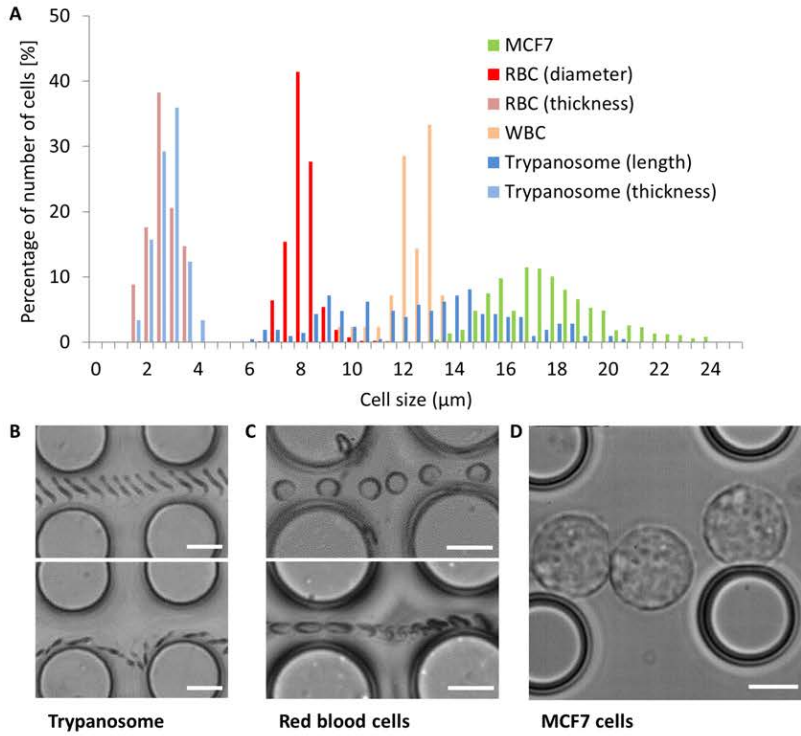 A
50
40
30
20
10
0
Percentage of number of cells [%]
MCF7
RBC (diameter)
RBC (thickness)
WBC
Trypanosome (length)
Trypanosome (thickness)
0 2 4 6 8 10 12 14 16 18 20 22 24
Cell size (µm)
B C D
Trypanosome Red blood cells MCF7 cells